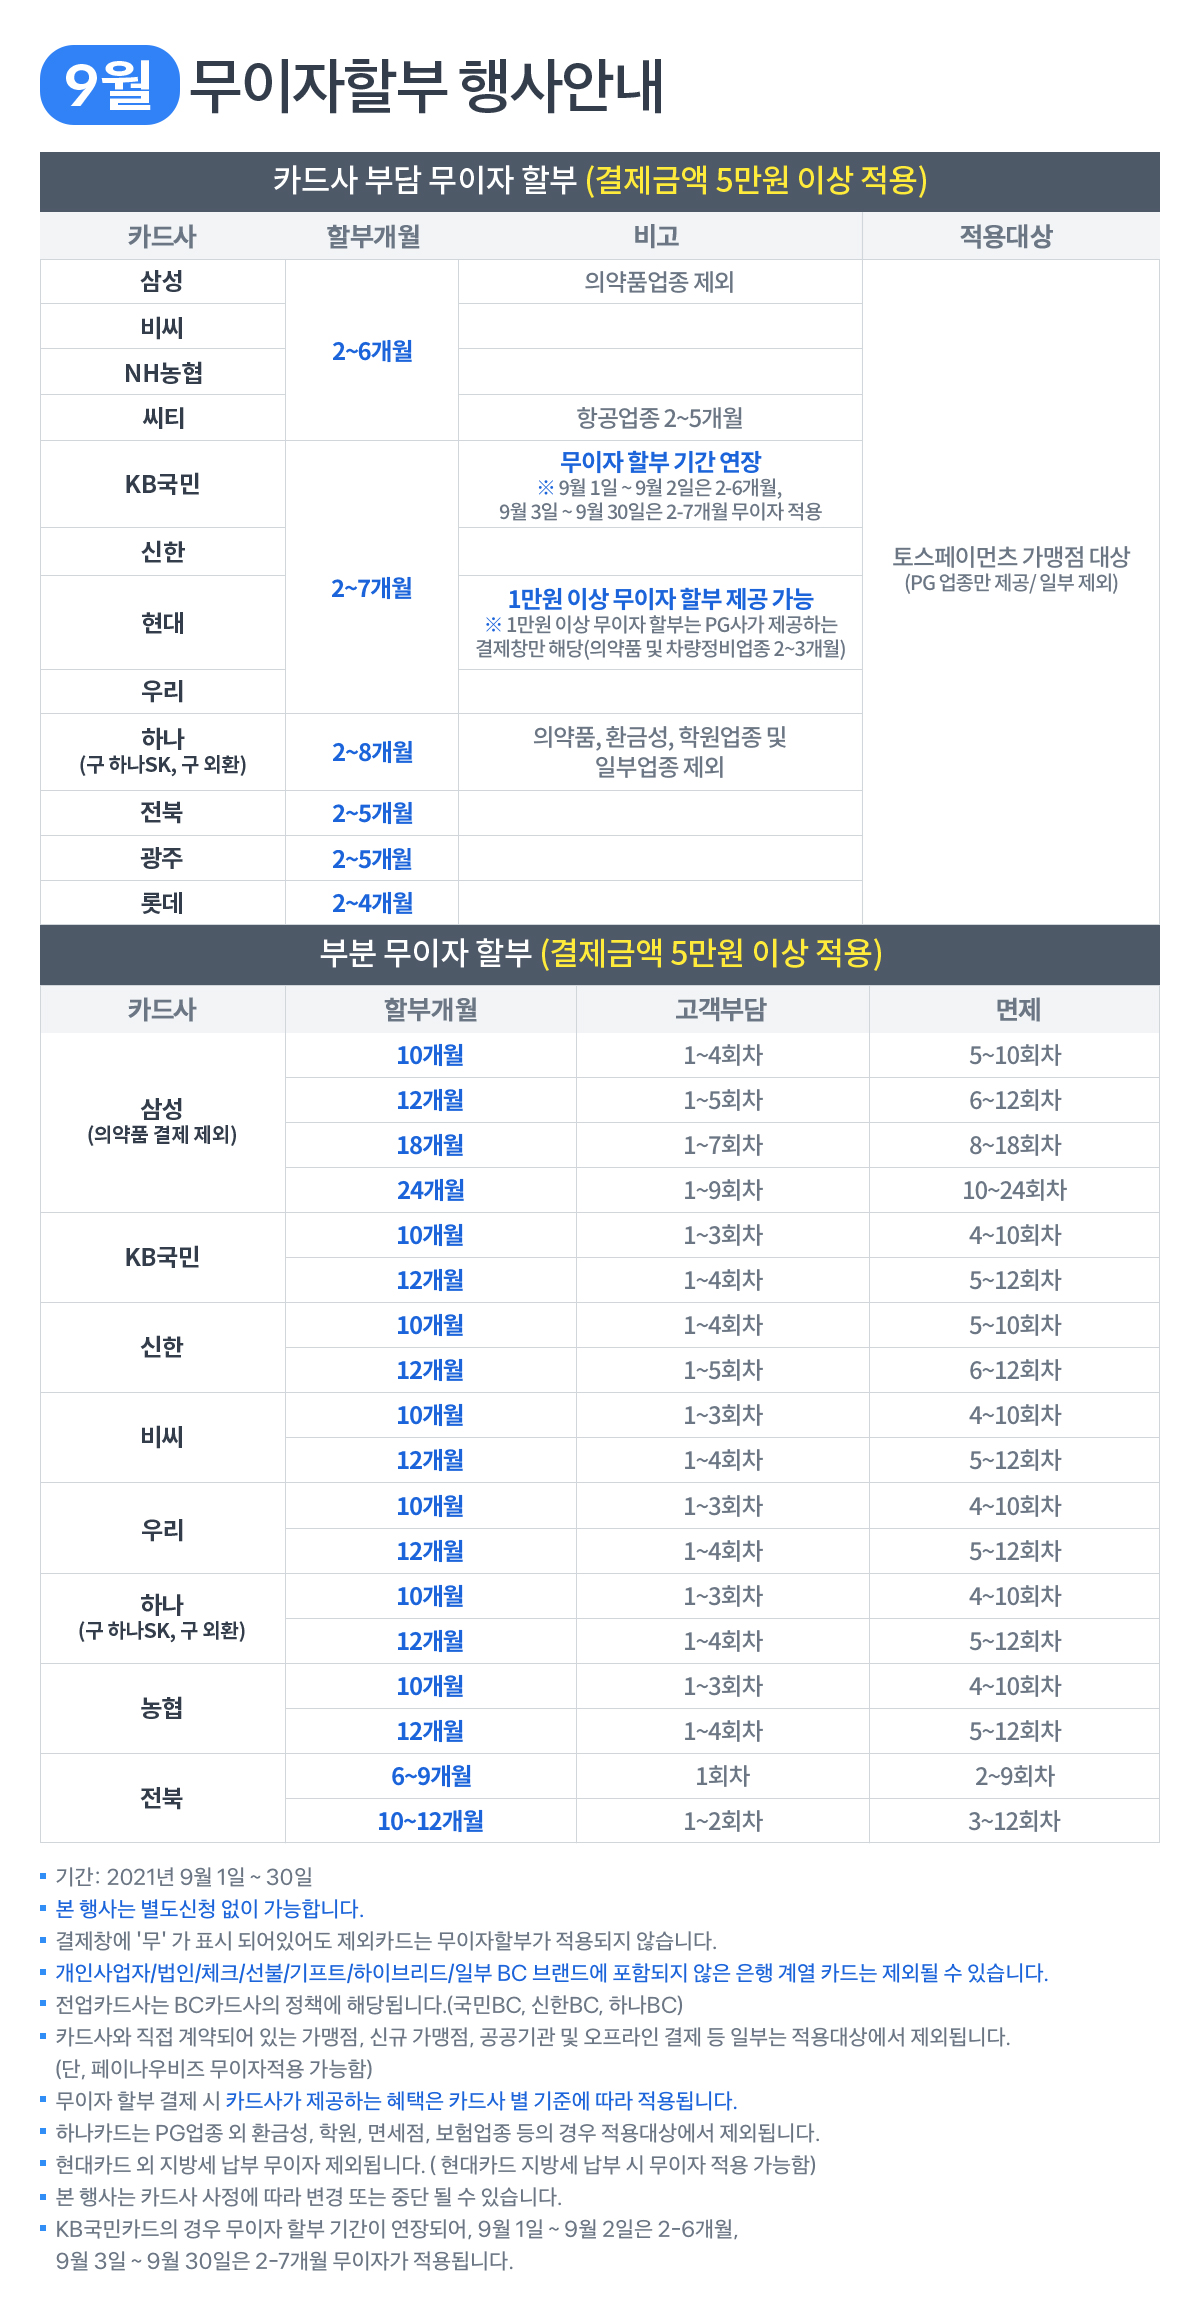 9월 무이자할부 행사안내
카드사 부담 무이자 할부 (결제금액 5만원 이상 적용)
카드사 할부개월 비고 적용대상
삼성 의약품업종 제외
비씨
2~6개월
NH농협
씨티 항공업종 2~5개월
KB국민 무이자 할부 기간 연장
※ 9월 1일 ~ 9월 2일은 2-6개월,
9월 3일 ~ 9월 30일은 2-7개월 무이자 적용
신한
토스페이먼츠 가맹점 대상
(PG 업종만 제공/ 일부 제외)
2~7개월
현대 1만원 이상 무이자 할부 제공 가능
※ 1만원 이상 무이자 할부는 PG사가 제공하는
결제창만 해당(의약품 및 차량정비업종 2~3개월)
우리
하나 2~8개월 의약품, 환금성, 학원업종 및
(구 하나SK, 구 외환) 일부업종 제외
전북 2~5개월
광주 2~5개월
롯데 2~4개월
부분 무이자 할부 (결제금액 5만원 이상 적용)
카드사 할부개월 고객부담 면제
삼성
(의약품 결제 제외)
10개월 1~4회차 5~10회차
12개월 1~5회차 6~12회차
18개월 1~7회차 8~18회차
24개월 1~9회차 10~24회차
KB국민
10개월 1~3회차 4~10회차
12개월 1~4회차 5~12회차
신한
10개월 1~4회차 5~10회차
12개월 1~5회차 6~12회차
비씨
10개월 1~3회차 4~10회차
12개월 1~4회차 5~12회차
우리
10개월 1~3회차 4~10회차
12개월 1~4회차 5~12회차
하나
(구 하나SK, 구 외환)
10개월 1~3회차 4~10회차
12개월 1~4회차 5~12회차
농협
10개월 1~3회차 4~10회차
12개월 1~4회차 5~12회차
전북
6~9개월 1회차 2~9회차
10~12개월 1~2회차 3~12회차
기간: 2021년 9월 1일 ~ 30일
본 행사는 별도신청 없이 가능합니다.
결제창에 '무' 가 표시 되어있어도 제외카드는 무이자할부가 적용되지 않습니다.
개인사업자/법인/체크/선불/기프트/하이브리드/일부 BC 브랜드에 포함되지 않은 은행 계열 카드는 제외될 수 있습니다.
전업카드사는 BC카드사의 정책에 해당됩니다.(국민BC, 신한BC, 하나BC)
카드사와 직접 계약되어 있는 가맹점, 신규 가맹점, 공공기관 및 오프라인 결제 등 일부는 적용대상에서 제외됩니다.
(단, 페이나우비즈 무이자적용 가능함)
무이자 할부 결제 시 카드사가 제공하는 혜택은 카드사 별 기준에 따라 적용됩니다.
하나카드는 PG업종 외 환금성, 학원, 면세점, 보험업종 등의 경우 적용대상에서 제외됩니다.
현대카드 외 지방세 납부 무이자 제외됩니다. ( 현대카드 지방세 납부 시 무이자 적용 가능함)
본 행사는 카드사 사정에 따라 변경 또는 중단 될 수 있습니다.
KB국민카드의 경우 무이자 할부 기간이 연장되어, 9월 1일 ~ 9월 2일은 2-6개월,
9월 3일 ~ 9월 30일은 2-7개월 무이자가 적용됩니다.